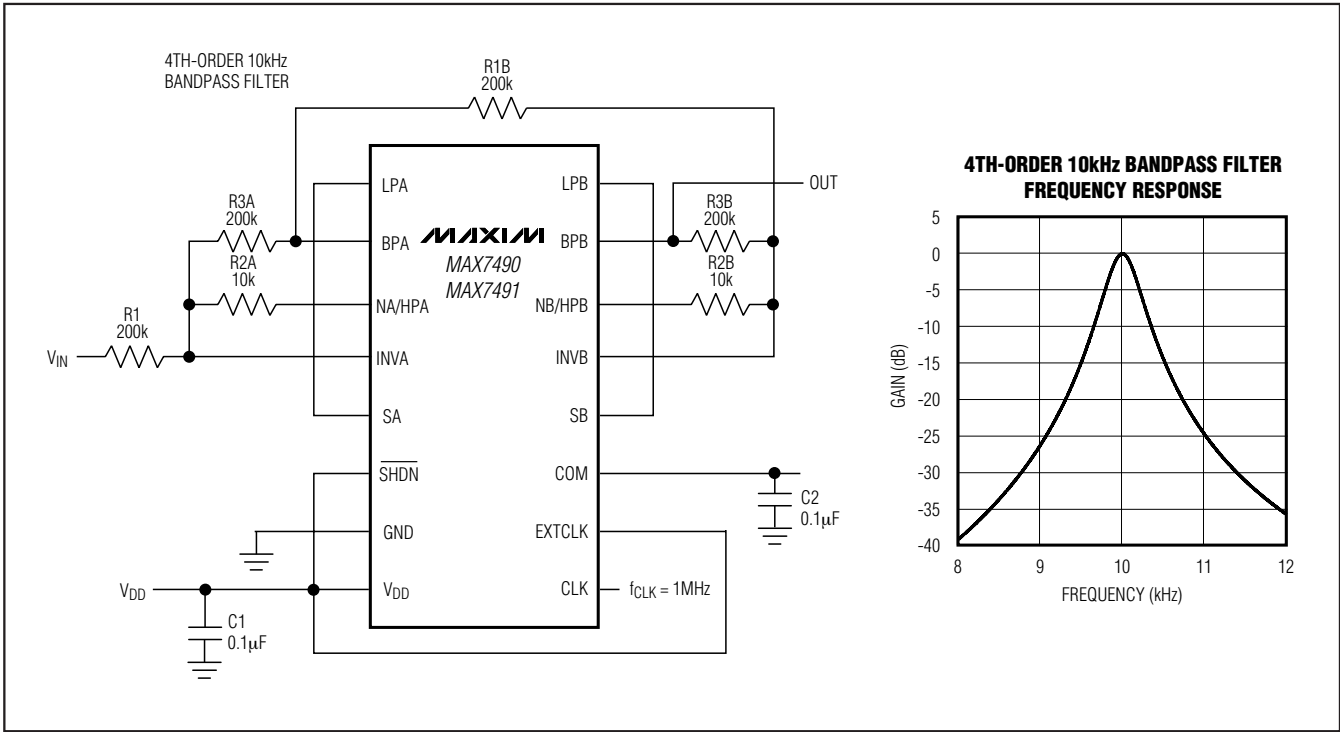 4TH-ORDER 10kHz
BANDPASS FILTER
R1B
200k
LPA
LPB
OUT
R3A
200k
BPA
MAXIM
MAX7490
MAX7491
BPB
R3B
200k
R2A
10k
NA/HPA
NB/HPB
R2B
10k
R1
200k
VIN
INVA
INVB
SA
SB
SHDN
COM
C2
0.1µF
GND
EXTCLK
VDD
VDD
CLK
fCLK = 1MHz
C1
0.1µF
4TH-ORDER 10kHz BANDPASS FILTER
FREQUENCY RESPONSE
5
0
-5
-10
-15
-20
-25
-30
-35
-40
GAIN (dB)
8 9 10 11 12
FREQUENCY (kHz)